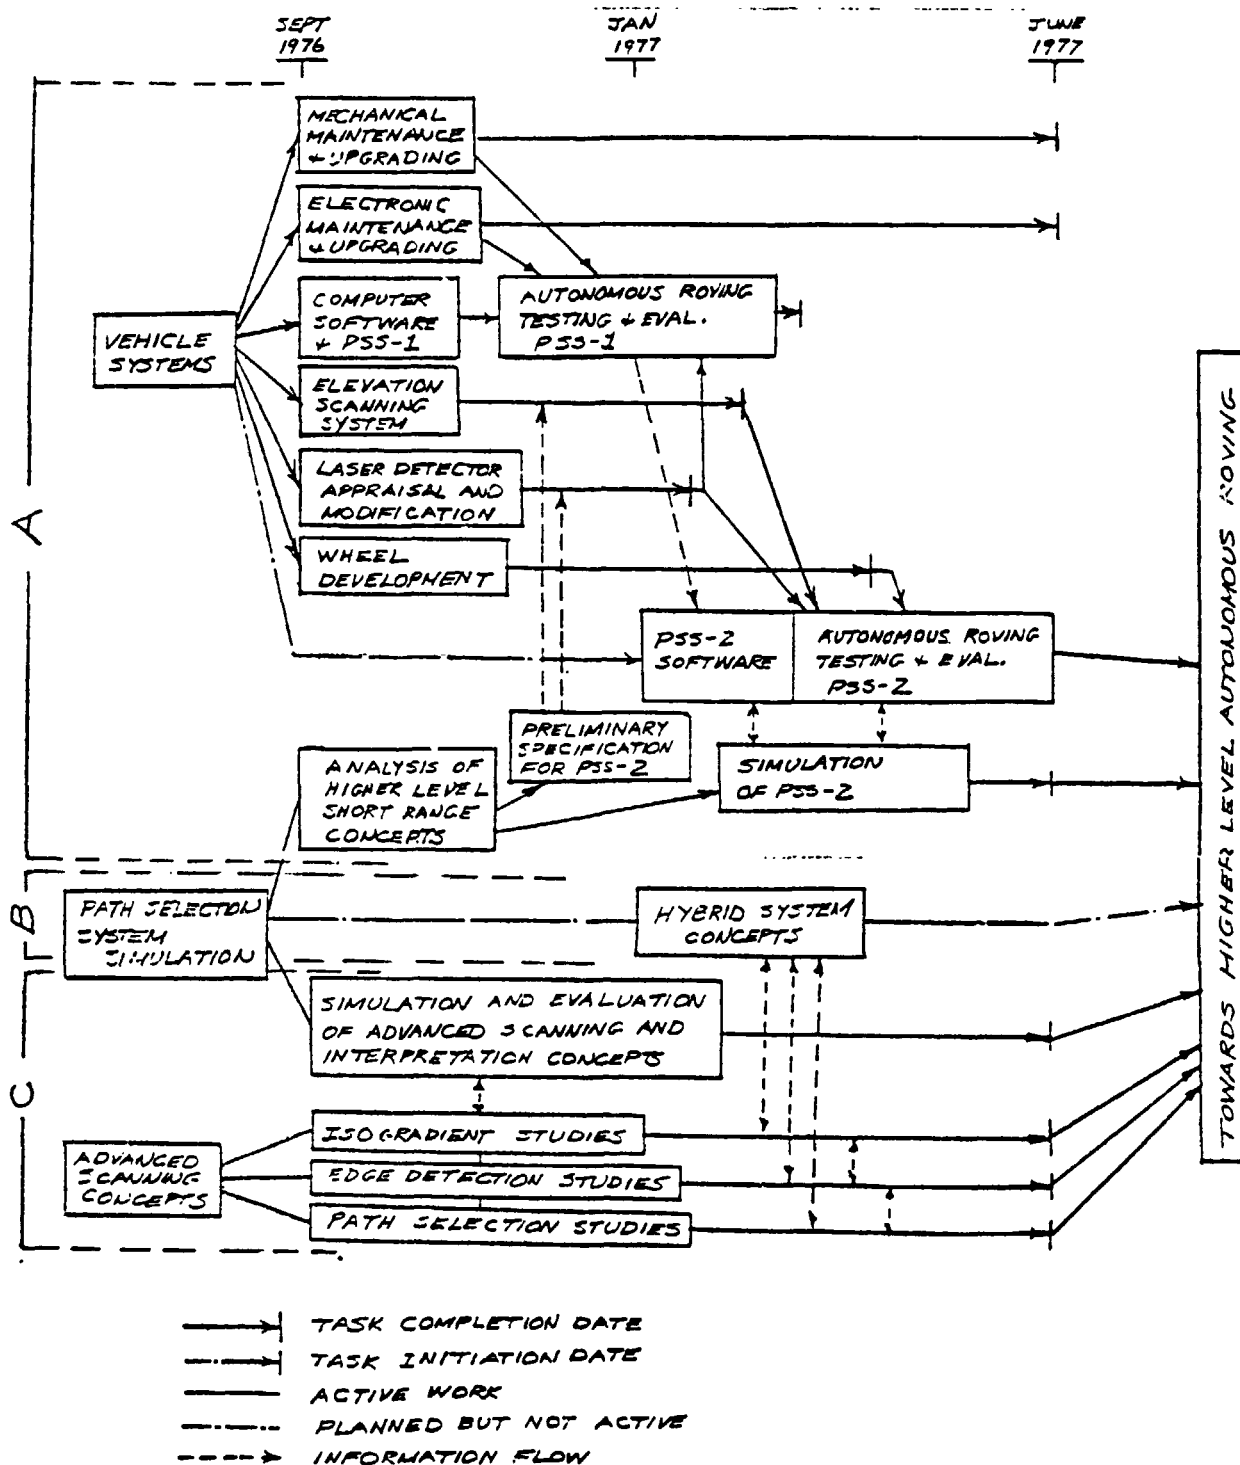 SEPT
1976
JAN
1977
JUNE
1977
MECHANICAL
MAINTENANCE
+ UPGRADING
ELECTRONIC
MAINTENANCE
+ UPGRADING
COMPUTER
SOFTWARE
+ PSS-1
AUTONOMOUS ROVING
TESTING + EVAL.
PSS-1
VEHICLE
SYSTEMS
ELEVATION
SCANNING
SYSTEM
LASER DETECTOR
APPRAISAL AND
MODIFICATION
WHEEL
DEVELOPMENT
A
PSS-2
SOFTWARE
AUTONOMOUS ROVING
TESTING + EVAL.
PSS-2
PRELIMINARY
SPECIFICATION
FOR PSS-2
ANALYSIS OF
HIGHER LEVEL
SHORT RANGE
CONCEPTS
SIMULATION
OF PSS-2
TOWARDS HIGHER LEVEL AUTONOMOUS ROVING
B
PATH SELECTION
SYSTEM
SIMULATION
HYBRID SYSTEM
CONCEPTS
SIMULATION AND EVALUATION
OF ADVANCED SCANNING AND
INTERPRETATION CONCEPTS
C
ADVANCED
SCANNING
CONCEPTS
ISOGRADIENT STUDIES
EDGE DETECTION STUDIES
PATH SELECTION STUDIES
TASK COMPLETION DATE
TASK INITIATION DATE
ACTIVE WORK
PLANNED BUT NOT ACTIVE
INFORMATION FLOW